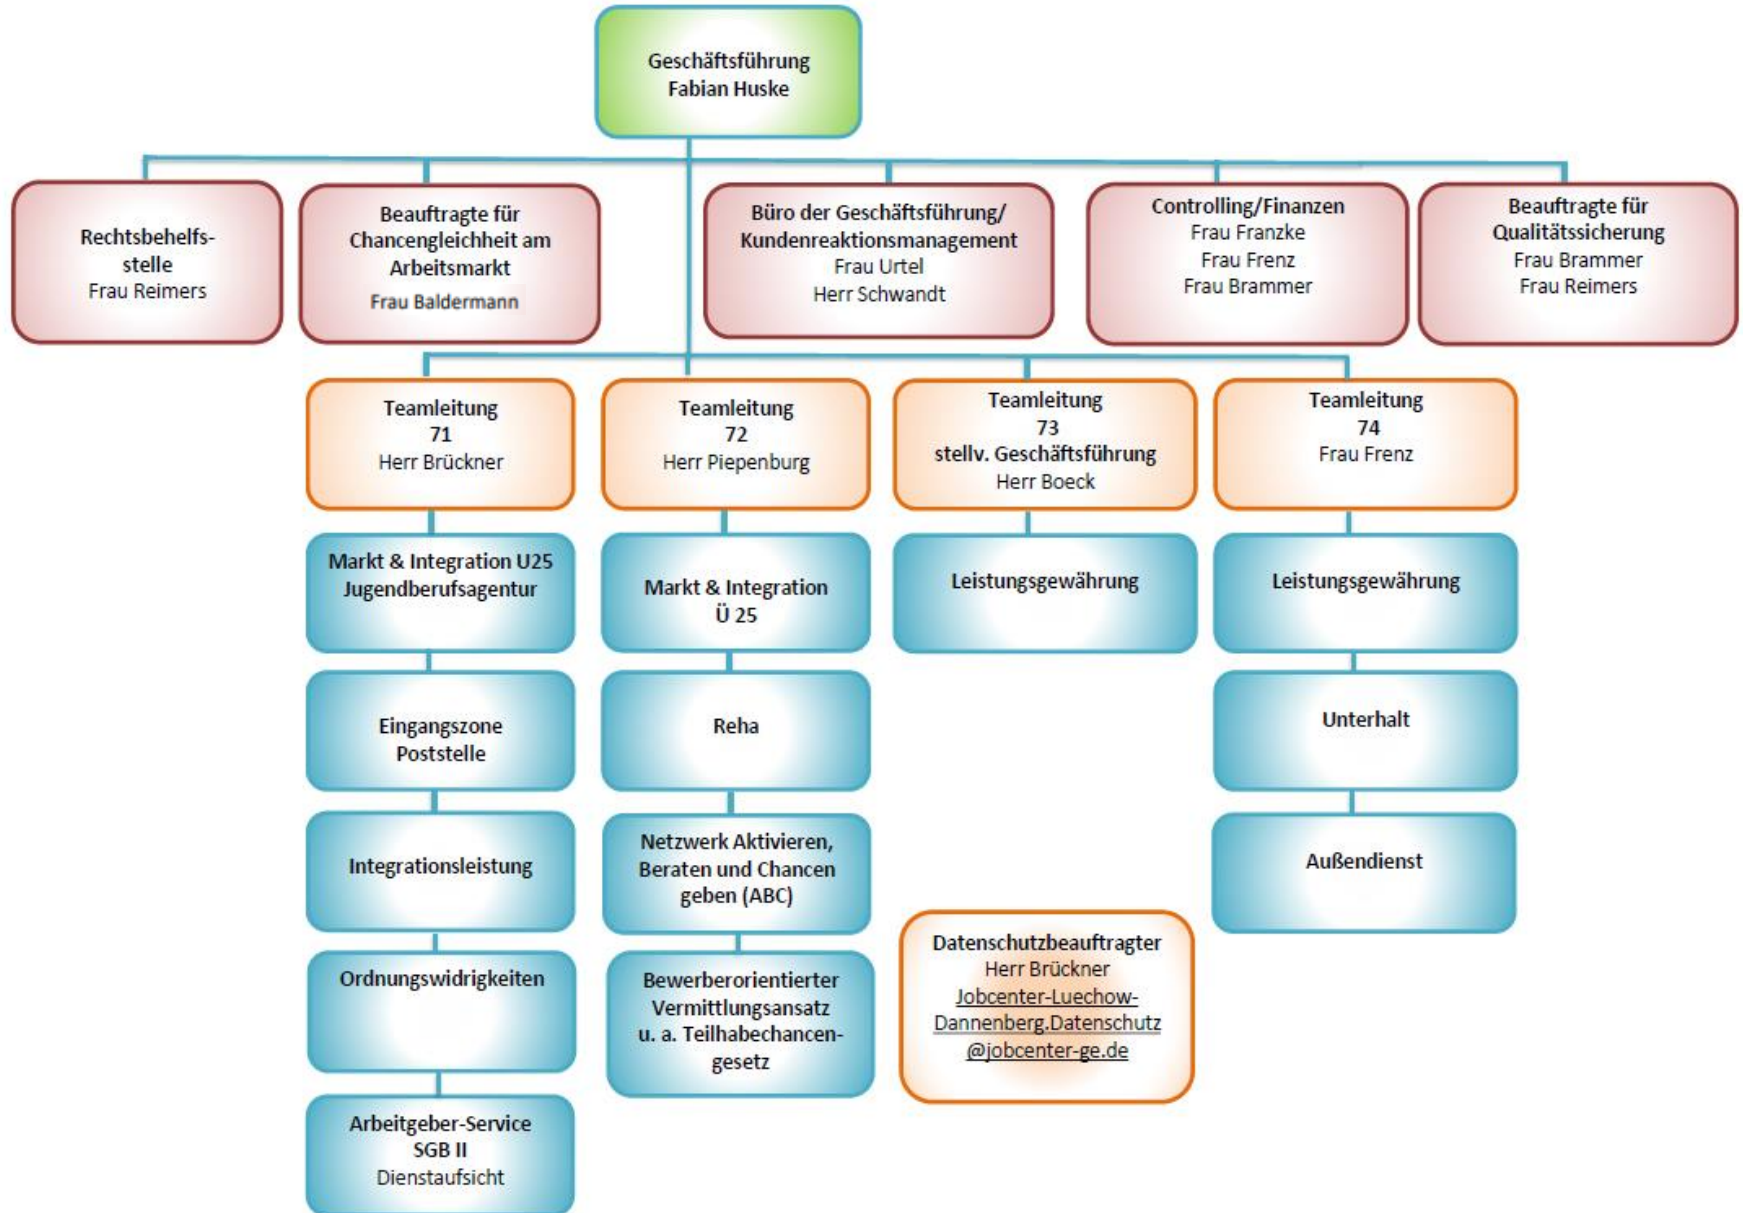 Geschäftsführung
Fabian Huske
Rechtsbehelfs-
stelle
Frau Reimers
Beauftragte für
Chancengleichheit am
Arbeitsmarkt
Frau Baldermann
Büro der Geschäftsführung/
Kundenreaktionsmanagement
Frau Urtel
Herr Schwandt
Controlling/Finanzen
Frau Franzke
Frau Frenz
Frau Brammer
Beauftragte für
Qualitätssicherung
Frau Brammer
Frau Reimers
Teamleitung
71
Herr Brückner
Teamleitung
72
Herr Piepenburg
Teamleitung
73
stellv. Geschäftsführung
Herr Boeck
Teamleitung
74
Frau Frenz
Markt & Integration U25
Jugendberufsagentur
Markt & Integration
Ü 25
Leistungsgewährung
Leistungsgewährung
Eingangszone
Poststelle
Reha
Unterhalt
Integrationsleistung
Netzwerk Aktivieren,
Beraten und Chancen
geben (ABC)
Außendienst
Ordnungswidrigkeiten
Bewerberorientierter
Vermittlungsansatz
u. a. Teilhabechancen-
gesetz
Datenschutzbeauftragter
Herr Brückner
Jobcenter-Luechow-
Dannenberg.Datenschutz
@jobcenter-ge.de
Arbeitgeber-Service
SGB II
Dienstaufsicht